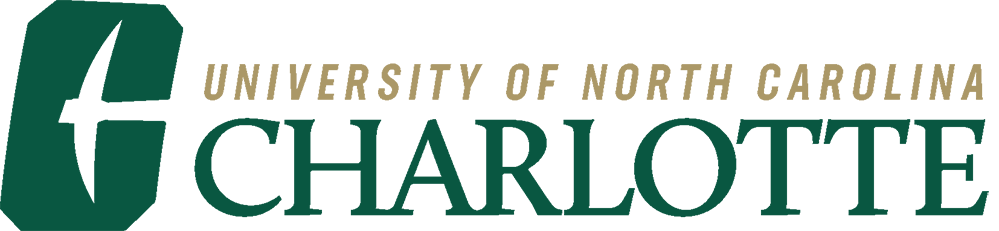 UNIVERSITY OF NORTH CAROLINA
CHARLOTTE